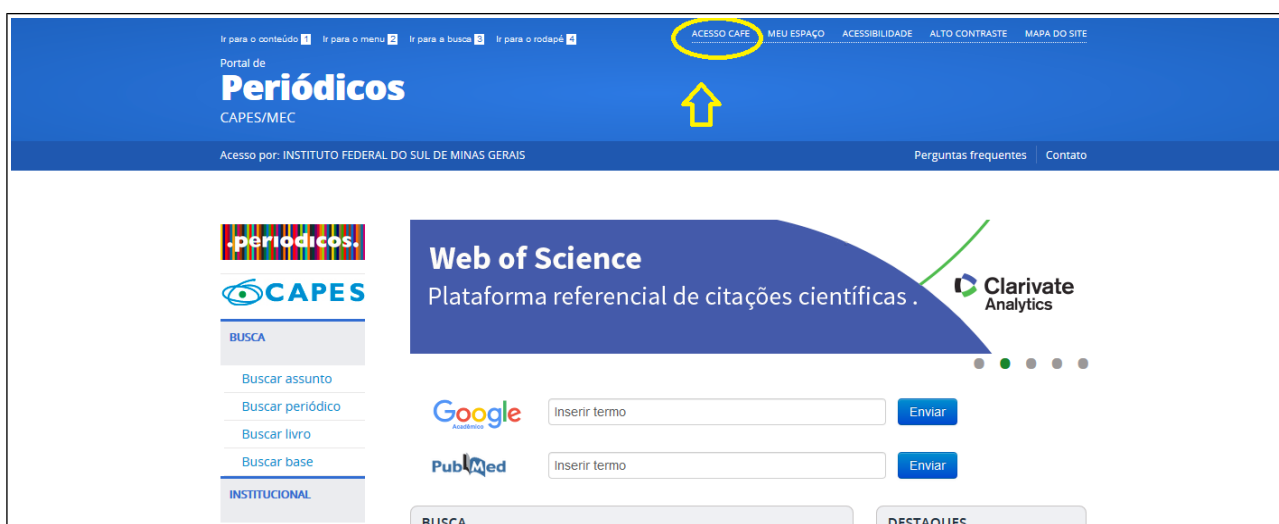 Ir para o conteúdo 1 Ir para o menu 2 Ir para a busca 3 Ir para o rodapé 4
ACESSO CAFE MEU ESPAÇO ACESSIBILIDADE ALTO CONTRASTE MAPA DO SITE
Portal de
Periódicos
CAPES/MEC
Acesso por: INSTITUTO FEDERAL DO SUL DE MINAS GERAIS
Perguntas frequentes Contato
.periodicos.
CAPES
BUSCA
Buscar assunto
Buscar periódico
Buscar livro
Buscar base
INSTITUCIONAL
Web of Science
Plataforma referencial de citações científicas .
Clarivate
Analytics
Google
Acadêmico
Inserir termo
Enviar
PubMed
Inserir termo
Enviar
BUSCA
DESTAQUES